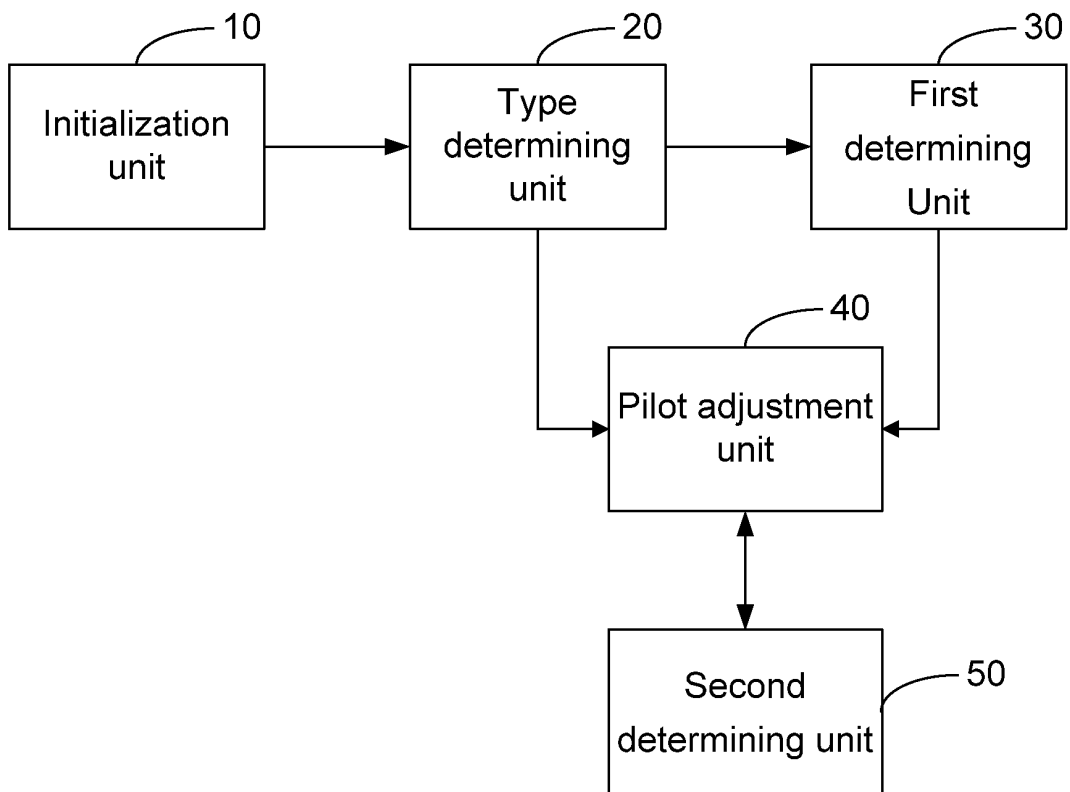 10
20
30
Initialization
unit
Type
determining
unit
First
determining
Unit
40
Pilot adjustment
unit
50
Second
determining unit